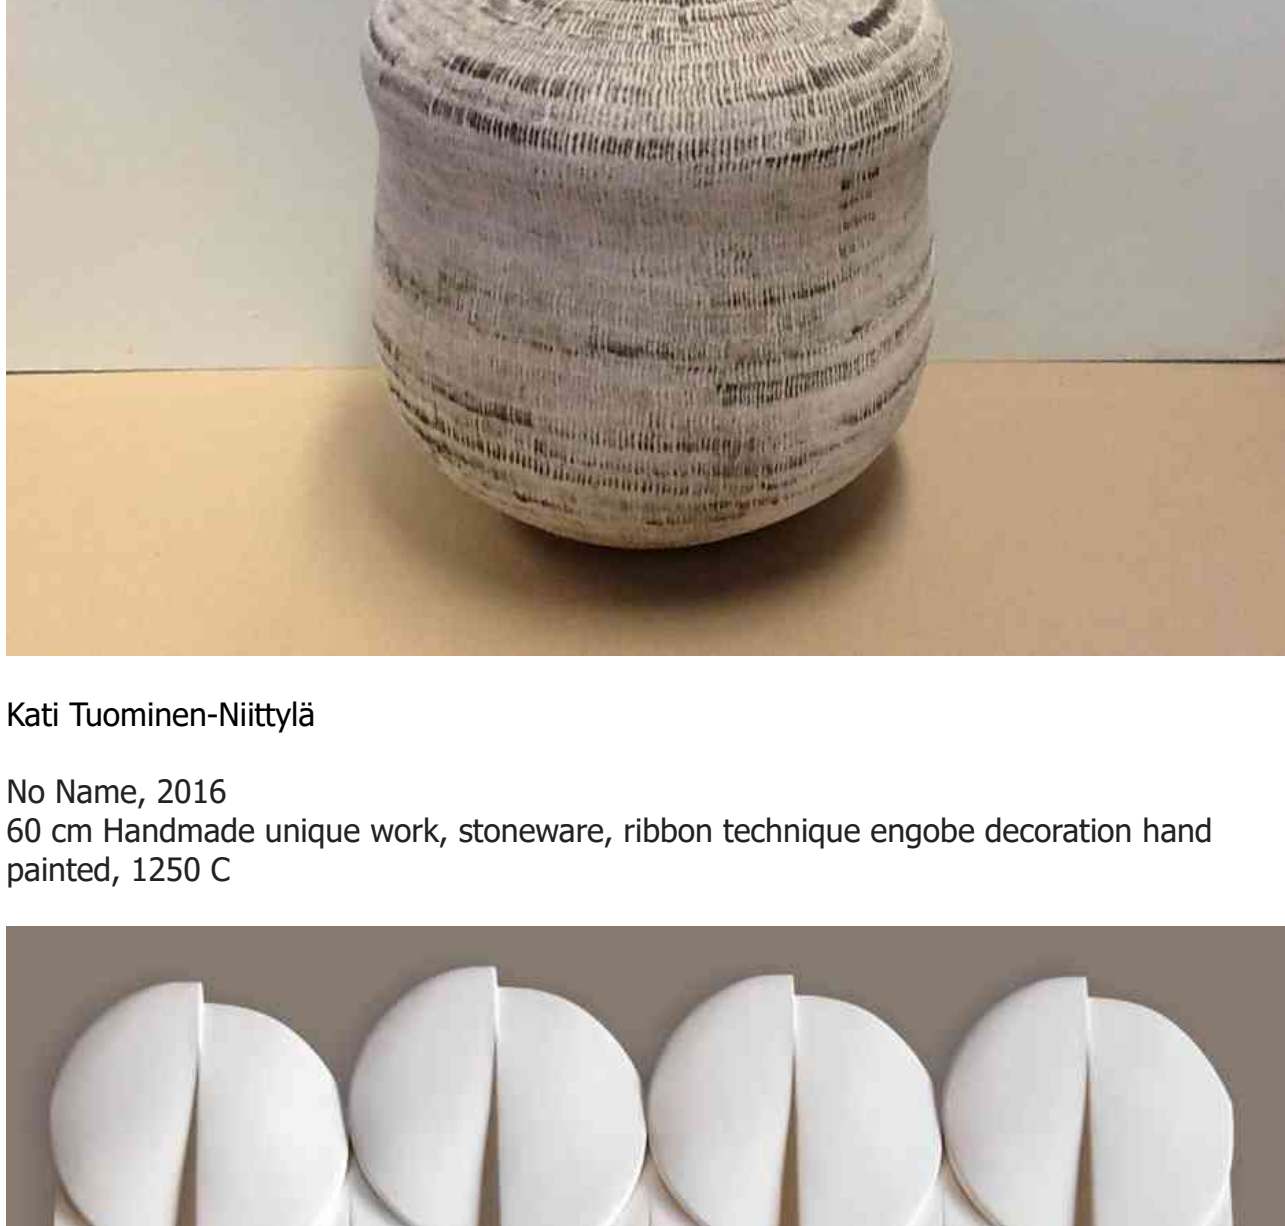 Kati Tuominen-Niittylä
No Name, 2016
60 cm Handmade unique work, stoneware, ribbon technique engobe decoration hand
painted, 1250 C